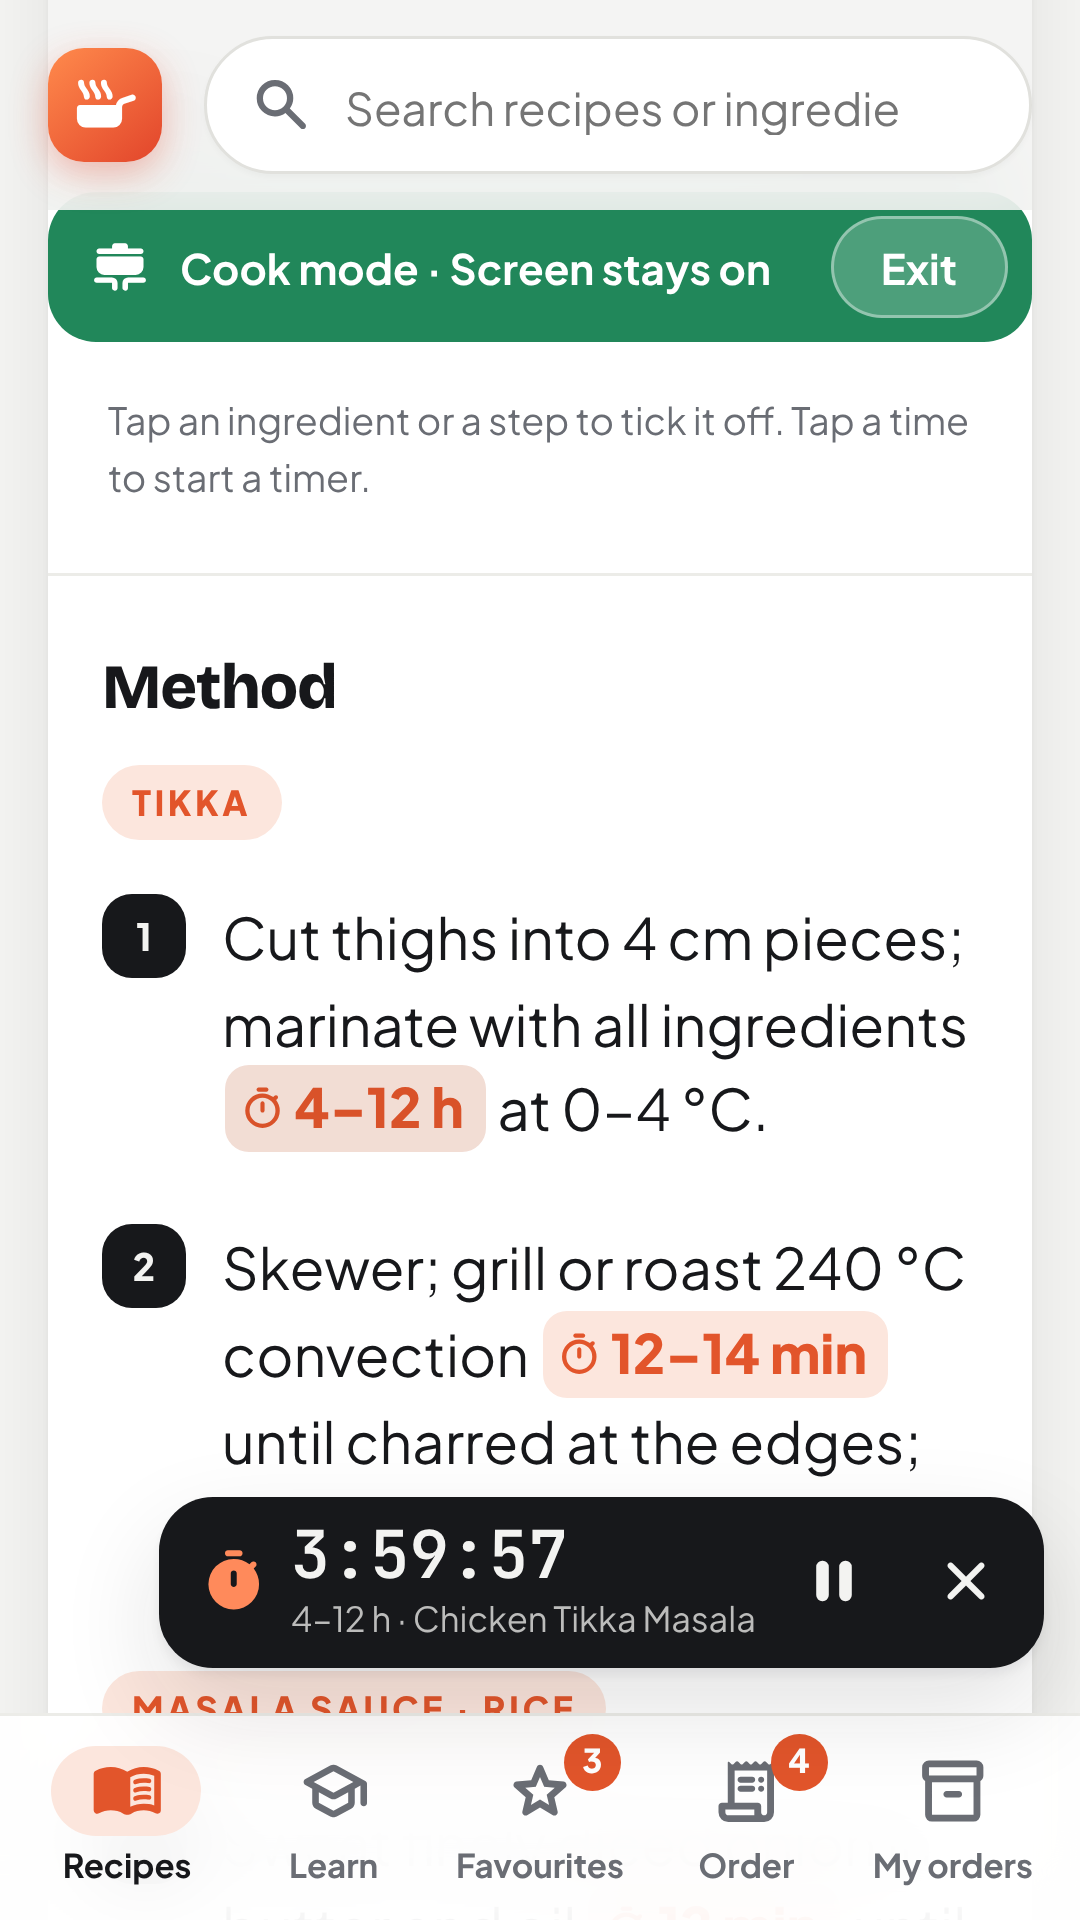 Search recipes or ingredie
Cook mode · Screen stays on
Exit
Tap an ingredient or a step to tick it off. Tap a time
to start a timer.
Method
TIKKA
1
Cut thighs into 4 cm pieces;
marinate with all ingredients
4–12 h at 0–4 °C.
2
Skewer; grill or roast 240 °C
convection 12–14 min
until charred at the edges;
3:59:57
4–12 h · Chicken Tikka Masala
MASALA SAUCE · RICE
3
4
Recipes
Learn
Favourites
Order
My orders